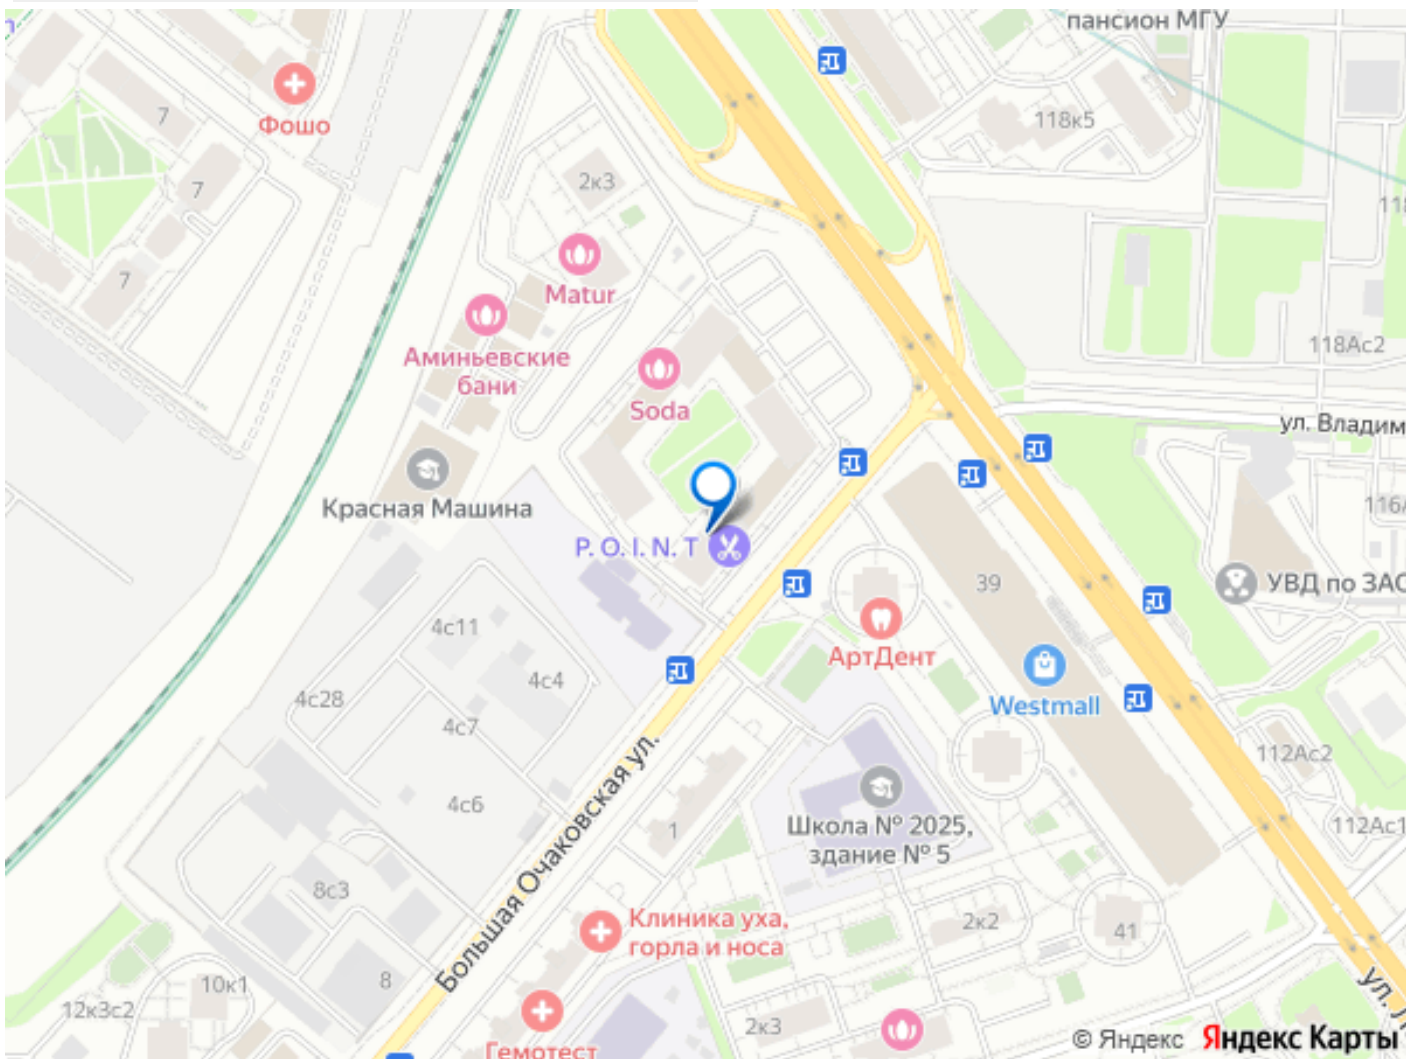 пансион МГУ
Фошо
118к5
7
7
7
2к3
Matur
Аминьевские
бани
Soda
118Ас2
ул. Владим
Красная Машина
116А
P. O. I. N. T
39
УВД по ЗАО
АртДент
4с11
4с4
4с28
4с7
4с6
Westmall
112Ас2
112Ас1
Школа № 2025,
здание № 5
1
Большая Очаковская ул.
8с3
8
Клиника уха,
горла и носа
2к2
41
10к1
12к3с2
2к3
Гемотест
ул. Л
© Яндекс Яндекс Карты